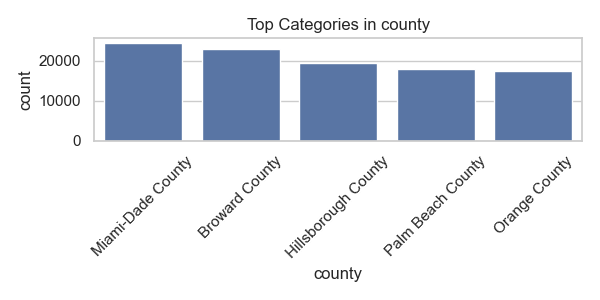 Top Categories in county
count
20000
10000
0
Miami-Dade County
Broward County
Hillsborough County
Palm Beach County
Orange County
county